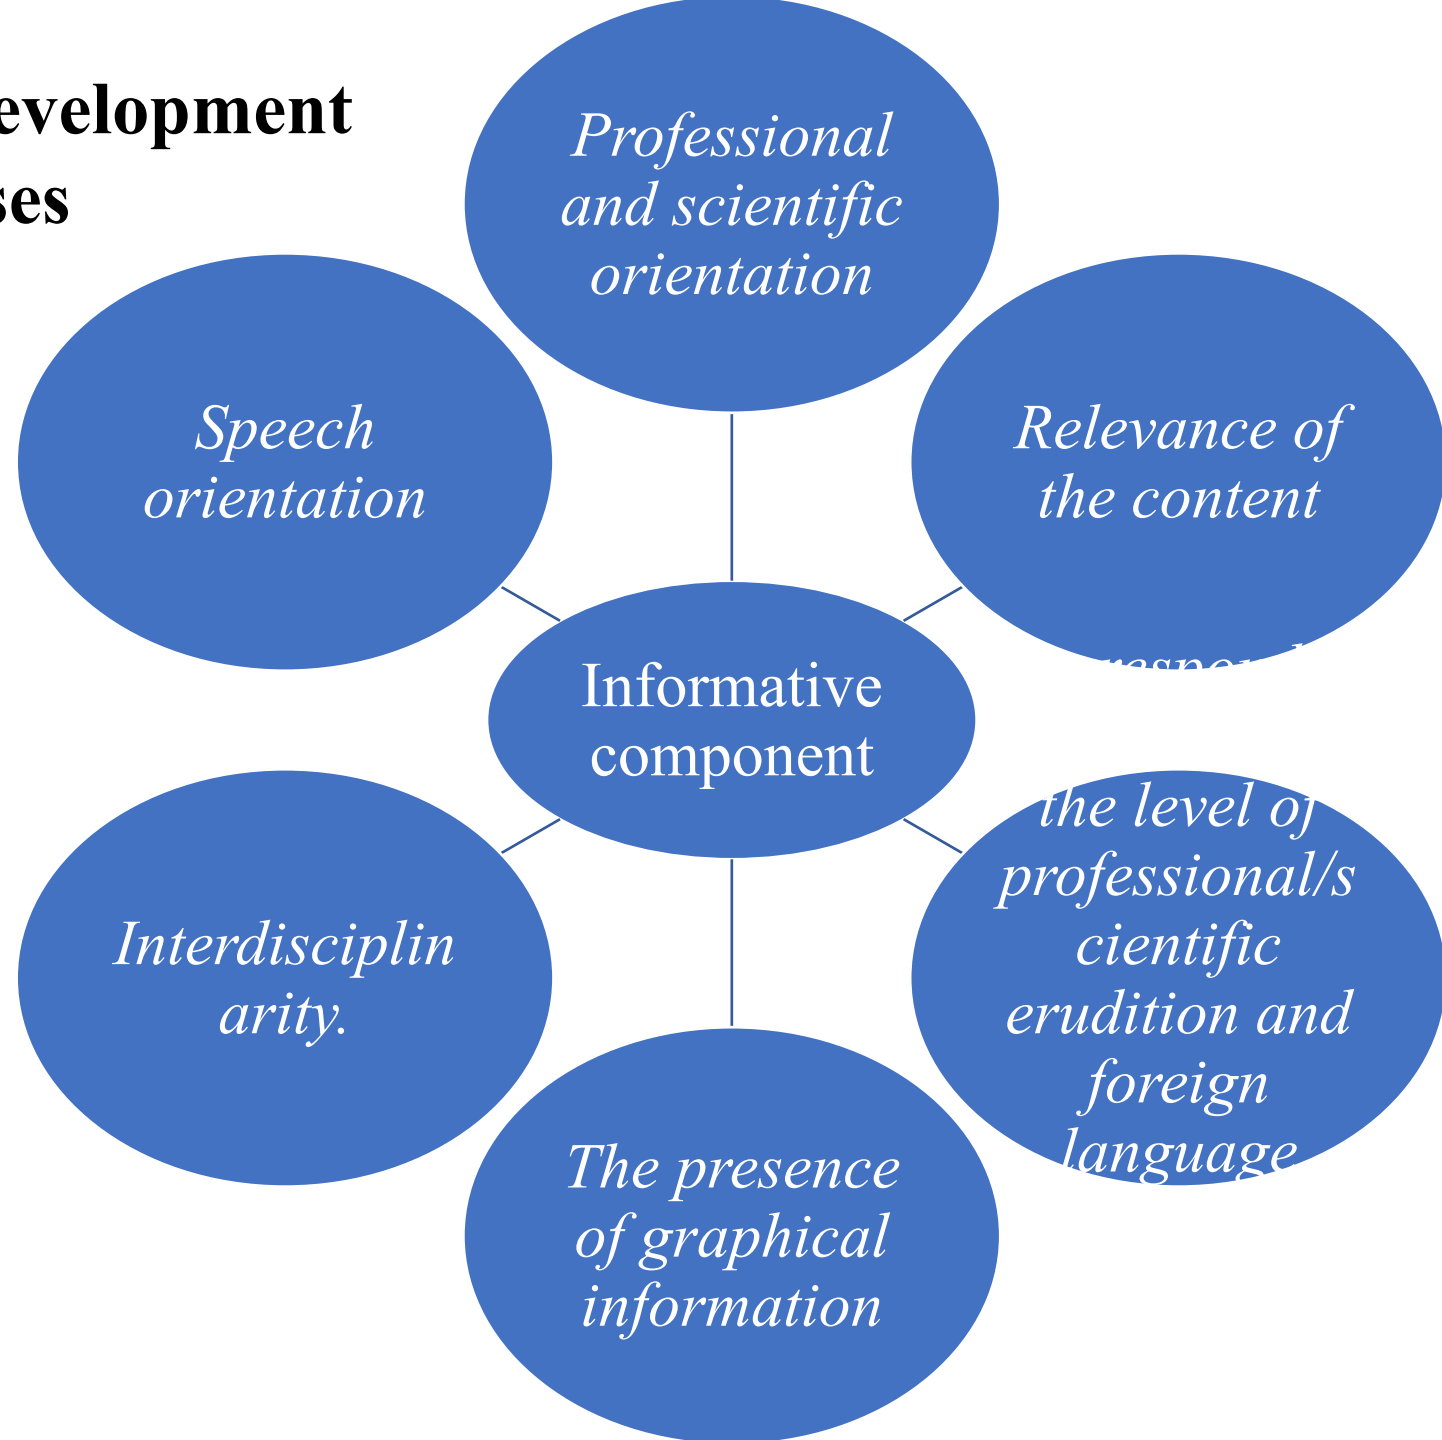 evelopment
ses
Professional
and scientific
orientation
Speech
orientation
Relevance of
the content
Informative
component
the level of
professional/s
cientific
erudition and
foreign
language
Interdisciplin
arity.
The presence
of graphical
information